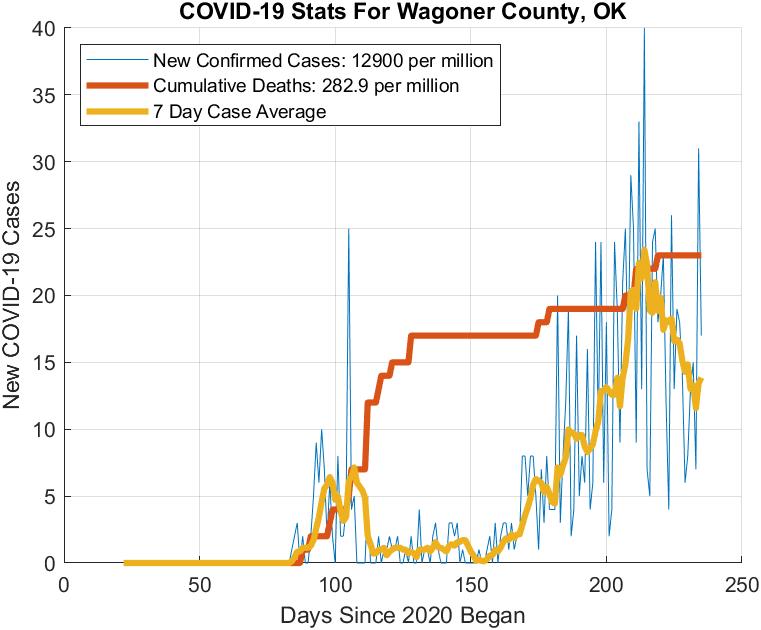 COVID-19 Stats For Wagoner County, OK
New Confirmed Cases: 12900 per million
Cumulative Deaths: 282.9 per million
7 Day Case Average
New COVID-19 Cases
40
35
30
25
20
15
10
5
0
0 50 100 150 200 250
Days Since 2020 Began